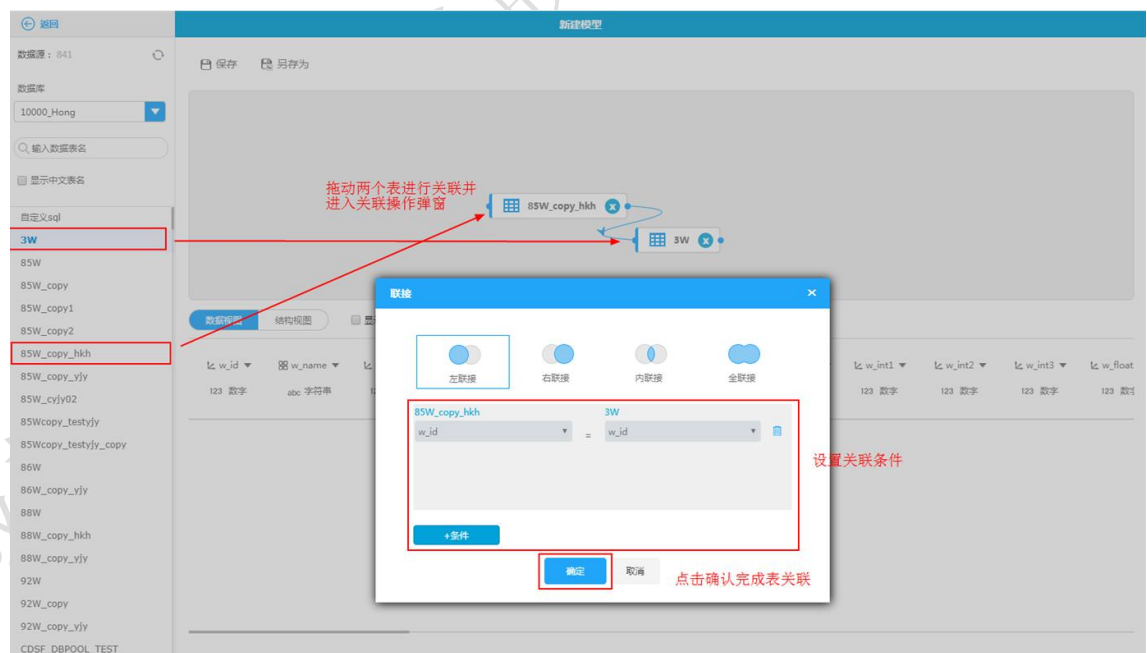 返回
新建模型
数据源：841
保存 另存为
数据库
10000_Hong
输入数据表名
显示中文表名
自定义sql
3W
85W
85W_copy
85W_copy1
85W_copy2
85W_copy_hkh
85W_copy_yjy
85W_cyjy02
85Wcopy_testyjy
85Wcopy_testyjy_copy
86W
86W_copy_yjy
88W
88W_copy_hkh
88W_copy_yjy
92W
92W_copy
92W_copy_yjy
CDSF_DBPOOL_TEST
拖动两个表进行关联并
进入关联操作弹窗
85W_copy_hkh
3W
数据视图 结构视图
w_id w_name w_int1 w_int2 w_int3 w_float
123 数字 abc 字符串 123 数字 123 数字 123 数字 123
联接 ×
左联接 右联接 内联接 全联接
85W_copy_hkh 3W
w_id = w_id
设置关联条件
+条件
确定 取消
点击确认完成表关联